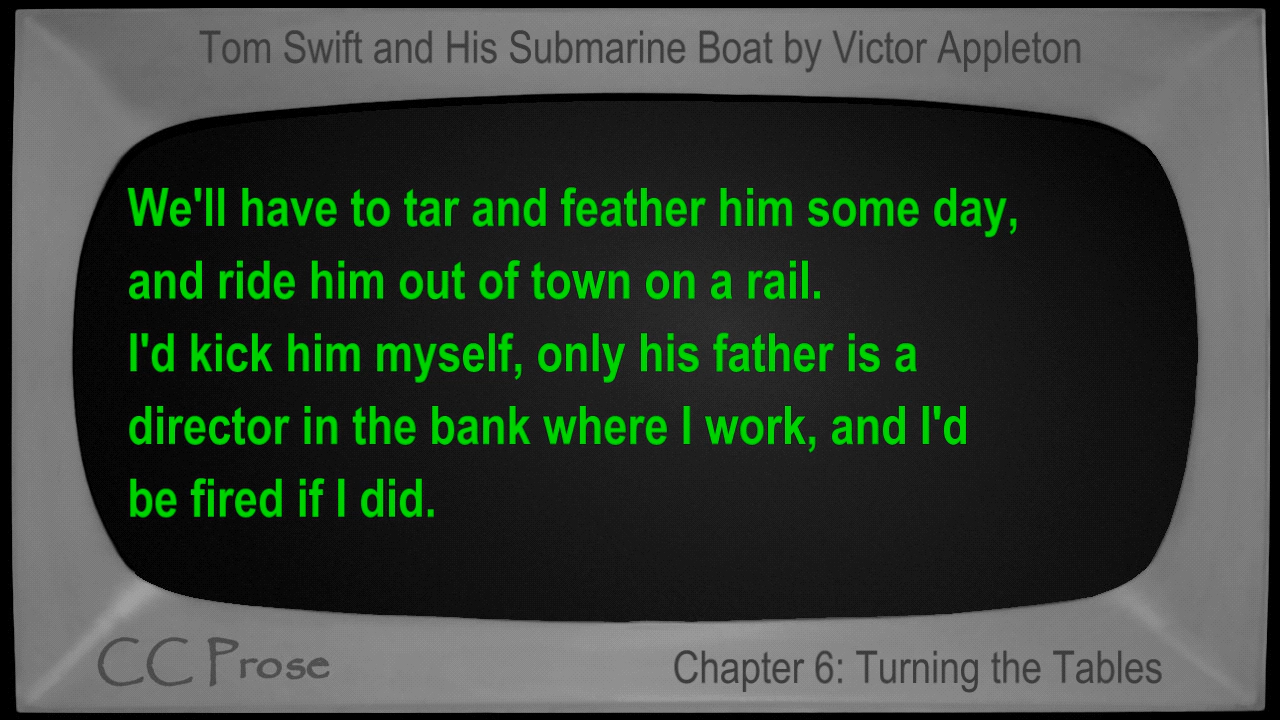 Tom Swift and His Submarine Boat by Victor Appleton
We'll have to tar and feather him some day,
and ride him out of town on a rail.
I'd kick him myself, only his father is a
director in the bank where I work, and I'd
be fired if I did.
CC Prose
Chapter 6: Turning the Tables